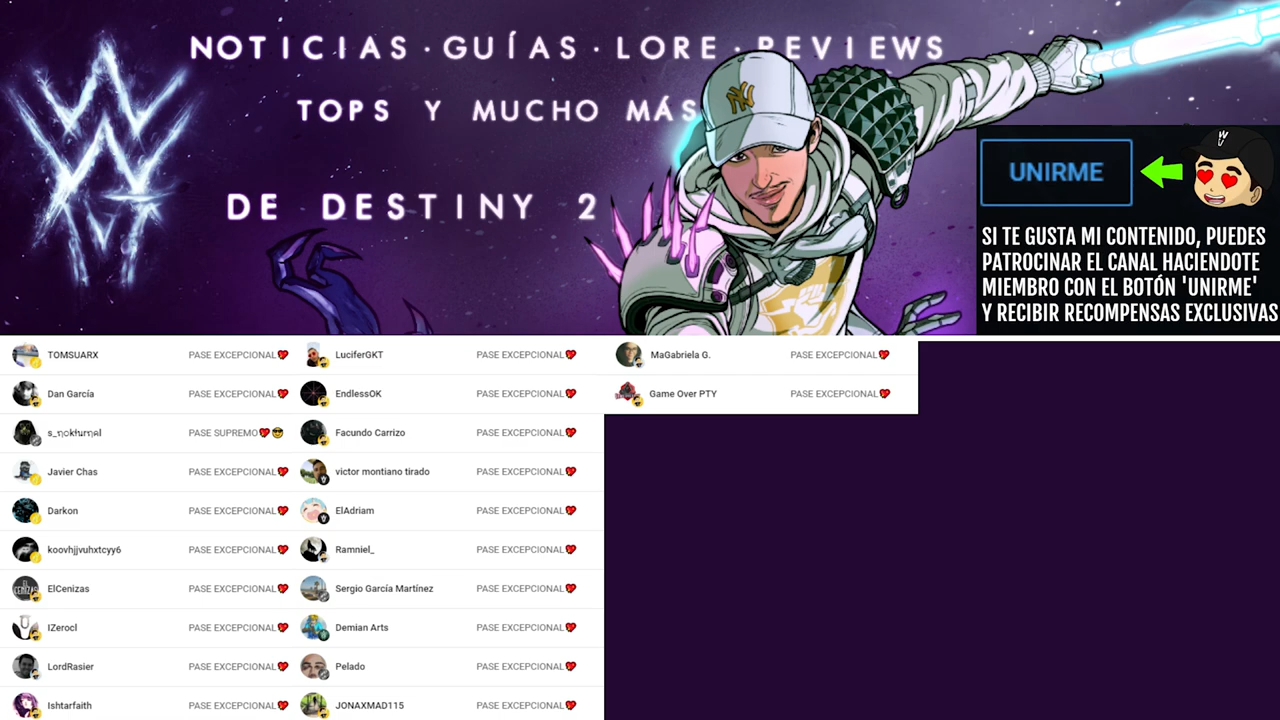 NOTICIAS · GUÍAS · LORE · REVIEWS
TOPS Y MUCHO MÁS
DE DESTINY 2
NY
UNIRME
SI TE GUSTA MI CONTENIDO, PUEDES
PATROCINAR EL CANAL HACIENDOTE
MIEMBRO CON EL BOTÓN 'UNIRME'
Y RECIBIR RECOMPENSAS EXCLUSIVAS
TOMSUARX PASE EXCEPCIONAL
Dan García PASE EXCEPCIONAL
s_ηokŧurηal PASE SUPREMO
Javier Chas PASE EXCEPCIONAL
Darkon PASE EXCEPCIONAL
koovhjjvuhxtcyy6 PASE EXCEPCIONAL
ElCenizas PASE EXCEPCIONAL
IZerocl PASE EXCEPCIONAL
LordRasier PASE EXCEPCIONAL
Ishtarfaith PASE EXCEPCIONAL
LuciferGKT PASE EXCEPCIONAL
EndlessOK PASE EXCEPCIONAL
Facundo Carrizo PASE EXCEPCIONAL
victor montiano tirado PASE EXCEPCIONAL
ElAdriam PASE EXCEPCIONAL
Ramniel_ PASE EXCEPCIONAL
Sergio García Martínez PASE EXCEPCIONAL
Demian Arts PASE EXCEPCIONAL
Pelado PASE EXCEPCIONAL
JONAXMAD115 PASE EXCEPCIONAL
MaGabriela G. PASE EXCEPCIONAL
Game Over PTY PASE EXCEPCIONAL